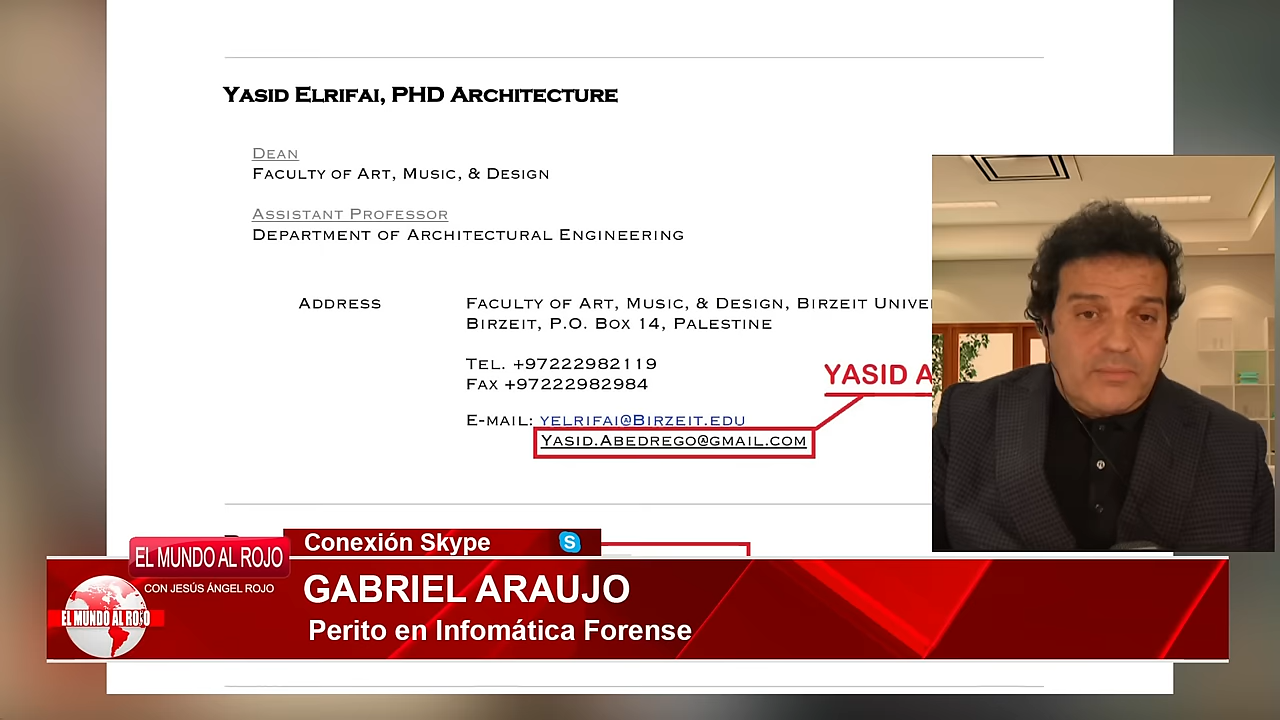 YASID ELRIFAI, PHD ARCHITECTURE
DEAN
FACULTY OF ART, MUSIC, & DESIGN
ASSISTANT PROFESSOR
DEPARTMENT OF ARCHITECTURAL ENGINEERING
ADDRESS
FACULTY OF ART, MUSIC, & DESIGN, BIRZEIT
BIRZEIT, P.O. BOX 14, PALESTINE
TEL. +97222982119
FAX +97222982984
YASID A
E-MAIL: YELRIFAI@BIRZEIT.EDU
YASID.ABEDREGO@GMAIL.COM
Conexión Skype
EL MUNDO AL ROJO
CON JESÚS ÁNGEL ROJO
EL MUNDO AL ROJO
GABRIEL ARAUJO
Perito en Infomática Forense